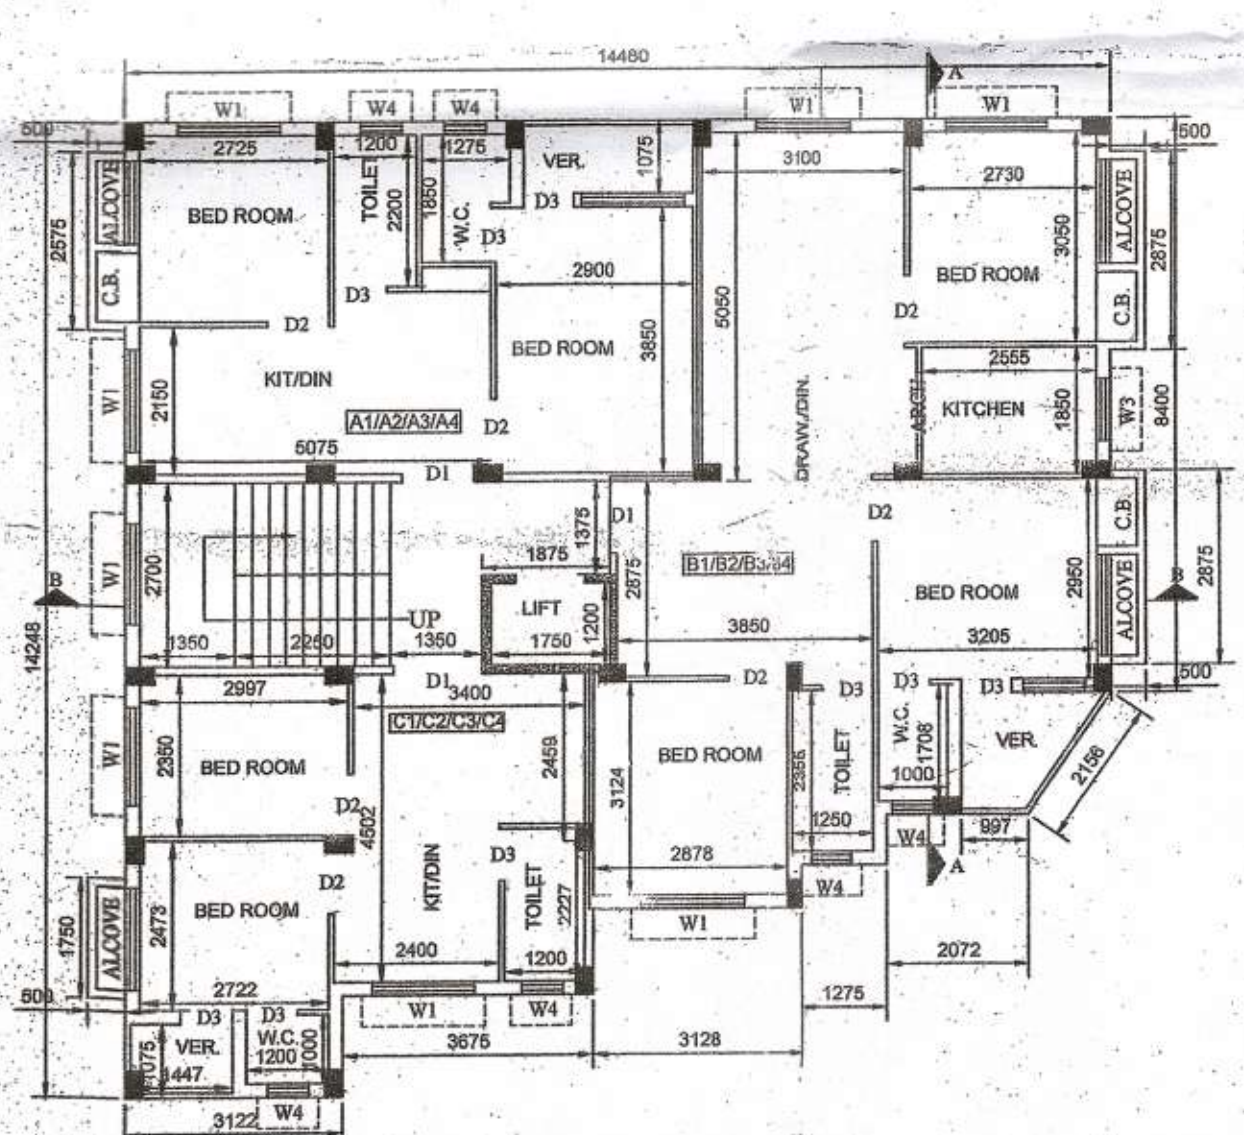 14480
A
W1 W4 W4 W1 W1
500 500
2725 1200 1275 VER. 1075 3100 2730
ALCOVE BED ROOM TOILET 2200 1850 W.C. D3 D3 3050 ALCOVE 2875
2575 2900 BED ROOM
C.B. D3 5050 D2 C.B.
D2 BED ROOM 3850 2555
W1 2150 KIT/DIN DRAW./DIN. ARCH KITCHEN 1850 W3 8400
A1/A2/A3/A4 D2
5075
D1
1375 D1 D2 C.B.
W1 2700 1875 2875 B1/B2/B3/B4 2950 2875
B LIFT 1200 BED ROOM ALCOVE B
UP
1350 2250 1350 1750 3850 3205
14248
D1 500
2997 3400 D2 D3 D3 D3
C1/C2/C3/C4
W1 2350 BED ROOM 2459 BED ROOM TOILET W.C. 1708 VER.
3124 2355 1000 2156
D2 4502 1250 W4 997
D3 2878 A
D2 W4
1750 ALCOVE 2473 BED ROOM KIT/DIN TOILET 2227 W1
2400 1200 2072
500 2722 1275
D3 D3 W1 W4
1075 VER. W.C. 1000 3675 3128
1447 1200
3122 W4